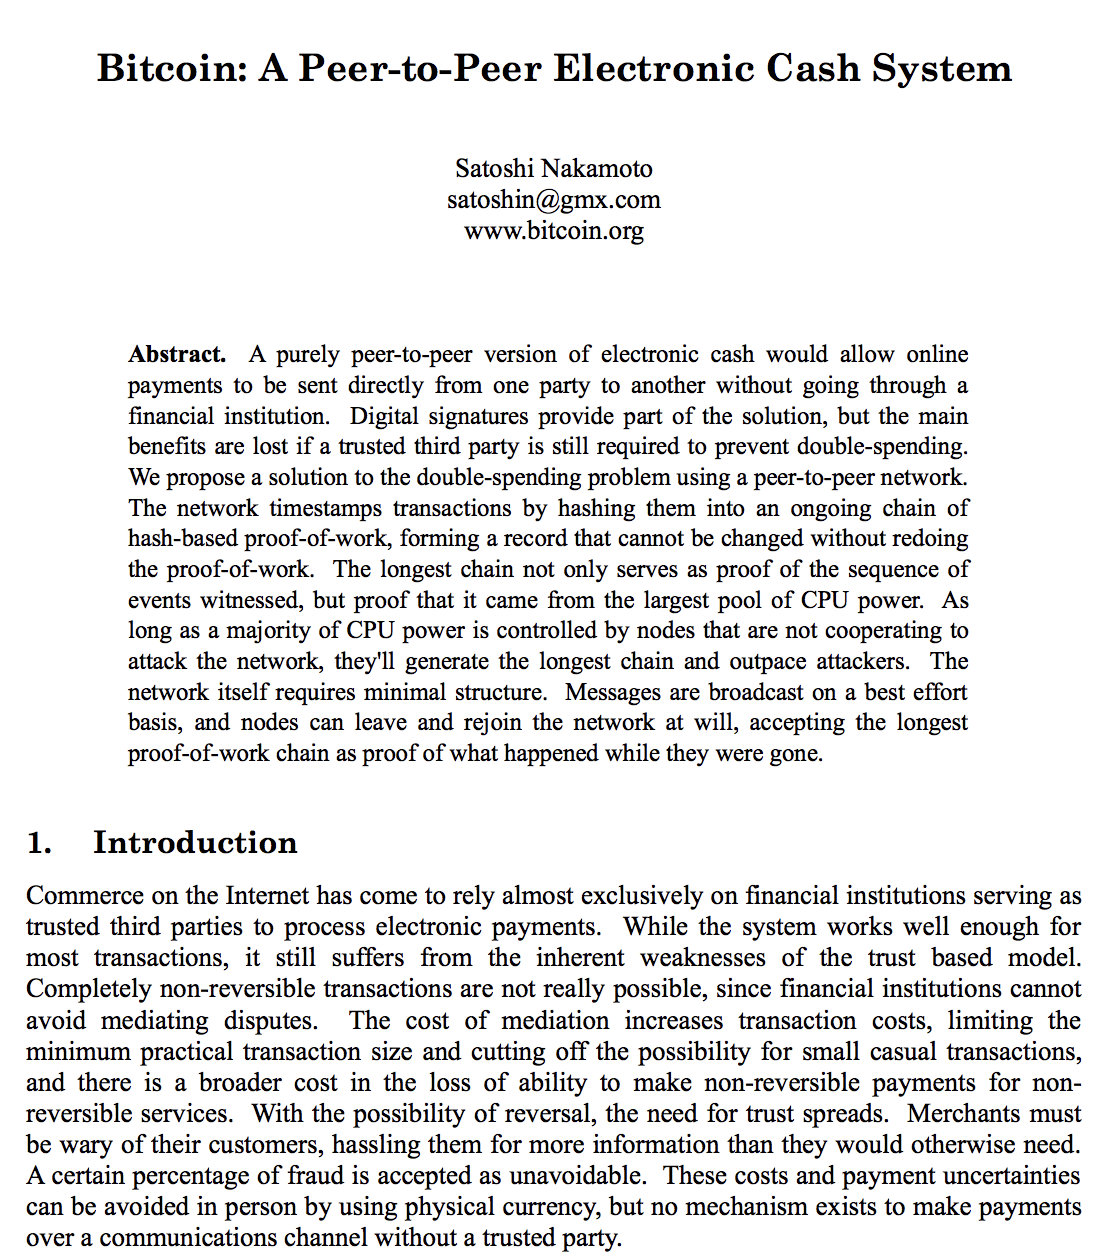 Bitcoin: A Peer-to-Peer Electronic Cash System
Satoshi Nakamoto
satoshin@gmx.com
www.bitcoin.org
Abstract. A purely peer-to-peer version of electronic cash would allow online
payments to be sent directly from one party to another without going through a
financial institution. Digital signatures provide part of the solution, but the main
benefits are lost if a trusted third party is still required to prevent double-spending.
We propose a solution to the double-spending problem using a peer-to-peer network.
The network timestamps transactions by hashing them into an ongoing chain of
hash-based proof-of-work, forming a record that cannot be changed without redoing
the proof-of-work. The longest chain not only serves as proof of the sequence of
events witnessed, but proof that it came from the largest pool of CPU power. As
long as a majority of CPU power is controlled by nodes that are not cooperating to
attack the network, they'll generate the longest chain and outpace attackers. The
network itself requires minimal structure. Messages are broadcast on a best effort
basis, and nodes can leave and rejoin the network at will, accepting the longest
proof-of-work chain as proof of what happened while they were gone.
1. Introduction
Commerce on the Internet has come to rely almost exclusively on financial institutions serving as
trusted third parties to process electronic payments. While the system works well enough for
most transactions, it still suffers from the inherent weaknesses of the trust based model.
Completely non-reversible transactions are not really possible, since financial institutions cannot
avoid mediating disputes. The cost of mediation increases transaction costs, limiting the
minimum practical transaction size and cutting off the possibility for small casual transactions,
and there is a broader cost in the loss of ability to make non-reversible payments for non-
reversible services. With the possibility of reversal, the need for trust spreads. Merchants must
be wary of their customers, hassling them for more information than they would otherwise need.
A certain percentage of fraud is accepted as unavoidable. These costs and payment uncertainties
can be avoided in person by using physical currency, but no mechanism exists to make payments
over a communications channel without a trusted party.